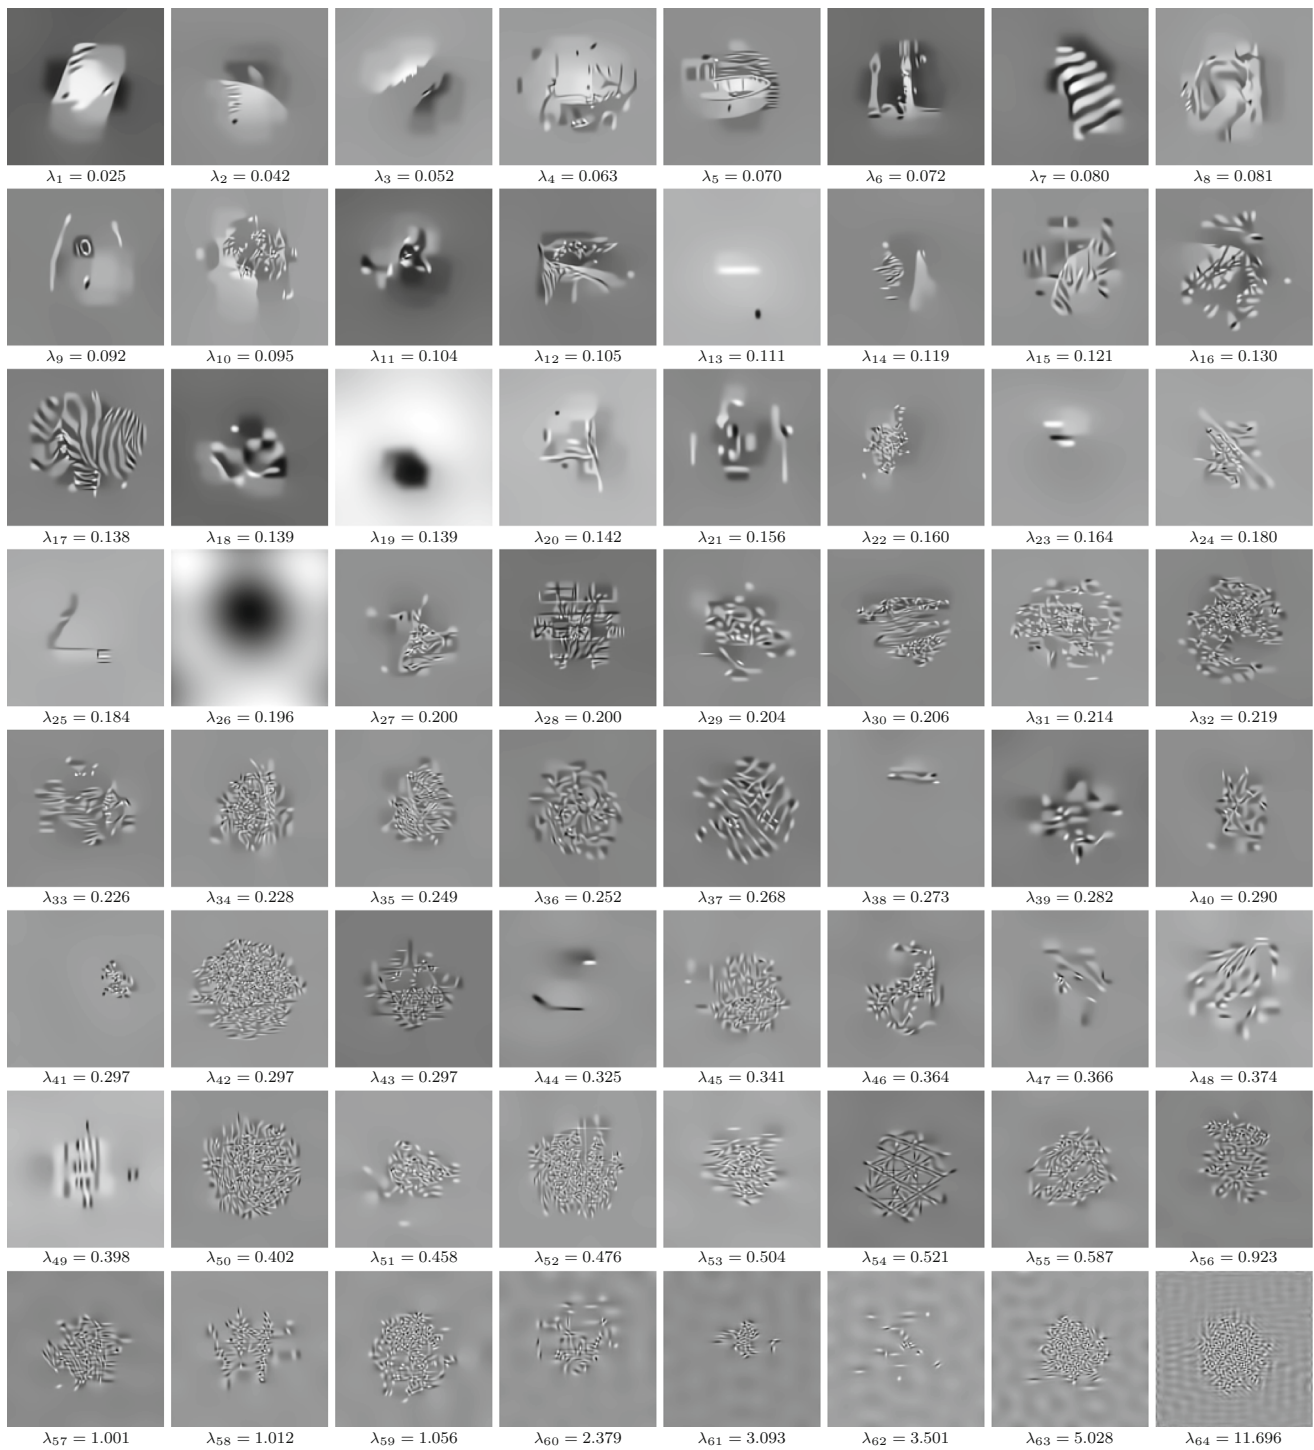 λ₁ = 0.025 λ₂ = 0.042 λ₃ = 0.052 λ₄ = 0.063 λ₅ = 0.070 λ₆ = 0.072 λ₇ = 0.080 λ₈ = 0.081
λ₉ = 0.092 λ₁₀ = 0.095 λ₁₁ = 0.104 λ₁₂ = 0.105 λ₁₃ = 0.111 λ₁₄ = 0.119 λ₁₅ = 0.121 λ₁₆ = 0.130
λ₁₇ = 0.138 λ₁₈ = 0.139 λ₁₉ = 0.139 λ₂₀ = 0.142 λ₂₁ = 0.156 λ₂₂ = 0.160 λ₂₃ = 0.164 λ₂₄ = 0.180
λ₂₅ = 0.184 λ₂₆ = 0.196 λ₂₇ = 0.200 λ₂₈ = 0.200 λ₂₉ = 0.204 λ₃₀ = 0.206 λ₃₁ = 0.214 λ₃₂ = 0.219
λ₃₃ = 0.226 λ₃₄ = 0.228 λ₃₅ = 0.249 λ₃₆ = 0.252 λ₃₇ = 0.268 λ₃₈ = 0.273 λ₃₉ = 0.282 λ₄₀ = 0.290
λ₄₁ = 0.297 λ₄₂ = 0.297 λ₄₃ = 0.297 λ₄₄ = 0.325 λ₄₅ = 0.341 λ₄₆ = 0.364 λ₄₇ = 0.366 λ₄₈ = 0.374
λ₄₉ = 0.398 λ₅₀ = 0.402 λ₅₁ = 0.458 λ₅₂ = 0.476 λ₅₃ = 0.504 λ₅₄ = 0.521 λ₅₅ = 0.587 λ₅₆ = 0.923
λ₅₇ = 1.001 λ₅₈ = 1.012 λ₅₉ = 1.056 λ₆₀ = 2.379 λ₆₁ = 3.093 λ₆₂ = 3.501 λ₆₃ = 5.028 λ₆₄ = 11.696